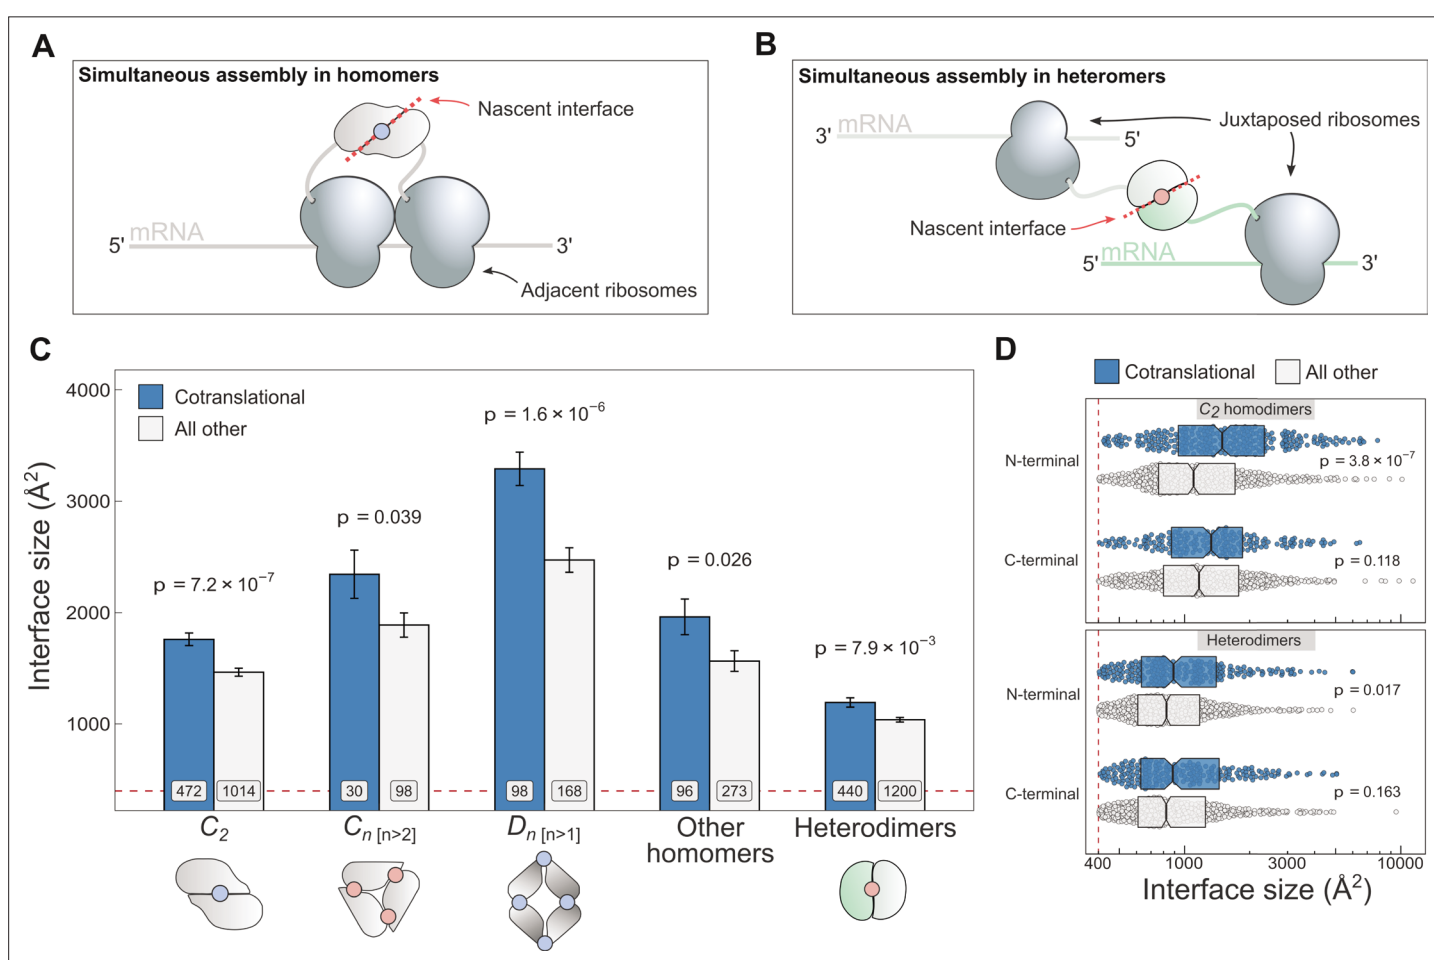 A
Simultaneous assembly in homomers
Nascent interface
5'
mRNA
3'
Adjacent ribosomes
B
Simultaneous assembly in heteromers
3'
mRNA
5'
Juxtaposed ribosomes
Nascent interface
5'
mRNA
3'
C
Cotranslational
All other
Interface size (Å²)
4000
3000
2000
1000
p = 7.2 × 10⁻⁷
p = 0.039
p = 1.6 × 10⁻⁶
p = 0.026
p = 7.9 × 10⁻³
472 1014
30 98
98 168
96 273
440 1200
C₂
Cₙ [n>2]
Dₙ [n>1]
Other
homomers
Heterodimers
D
Cotranslational
All other
C₂ homodimers
N-terminal
p = 3.8 × 10⁻⁷
C-terminal
p = 0.118
Heterodimers
N-terminal
p = 0.017
C-terminal
p = 0.163
400 1000 3000 10000
Interface size (Å²)